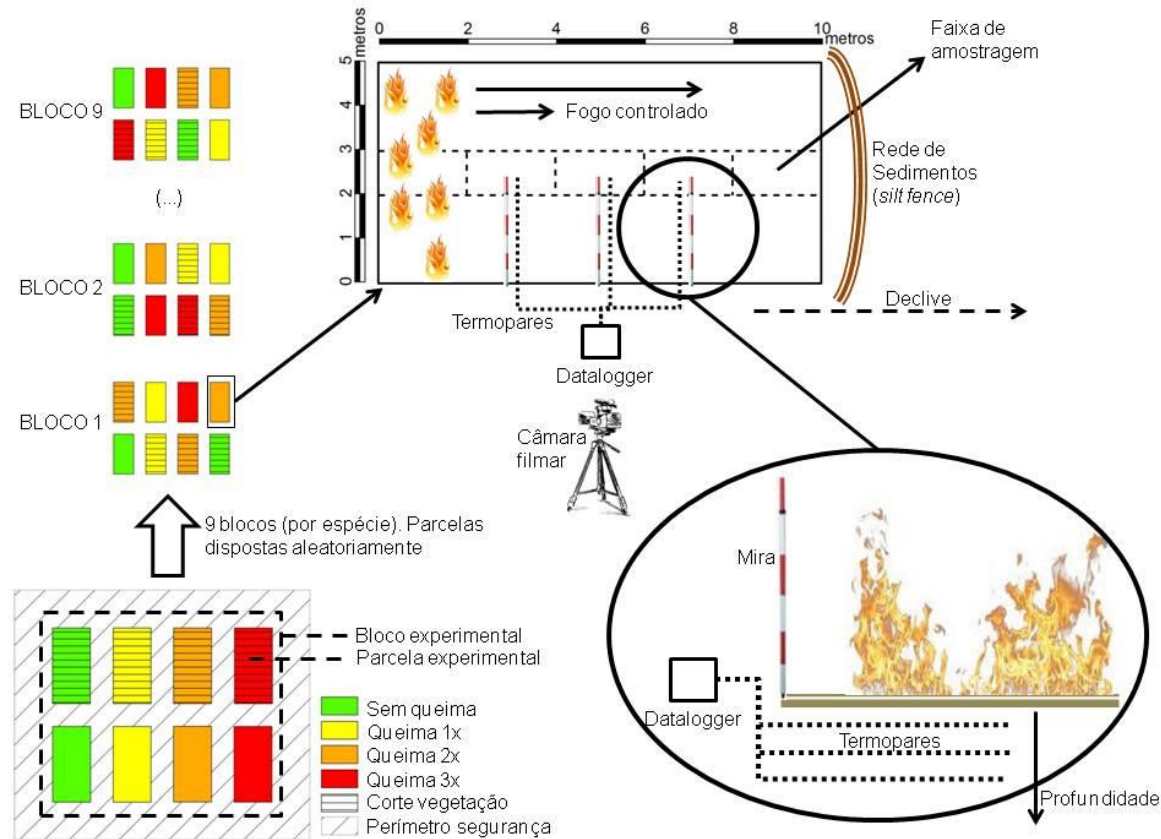 0 2 4 6 8 10
metros metros
5
4
3
2
1
0
Fogo controlado
Faixa de
amostragem
Rede de
Sedimentos
(silt fence)
Declive
Termopares
Datalogger
Câmara
filmar
BLOCO 9
(...)
BLOCO 2
BLOCO 1
9 blocos (por espécie). Parcelas
dispostas aleatoriamente
Bloco experimental
Parcela experimental
Sem queima
Queima 1x
Queima 2x
Queima 3x
Corte vegetação
Perímetro segurança
Mira
Datalogger
Termopares
Profundidade